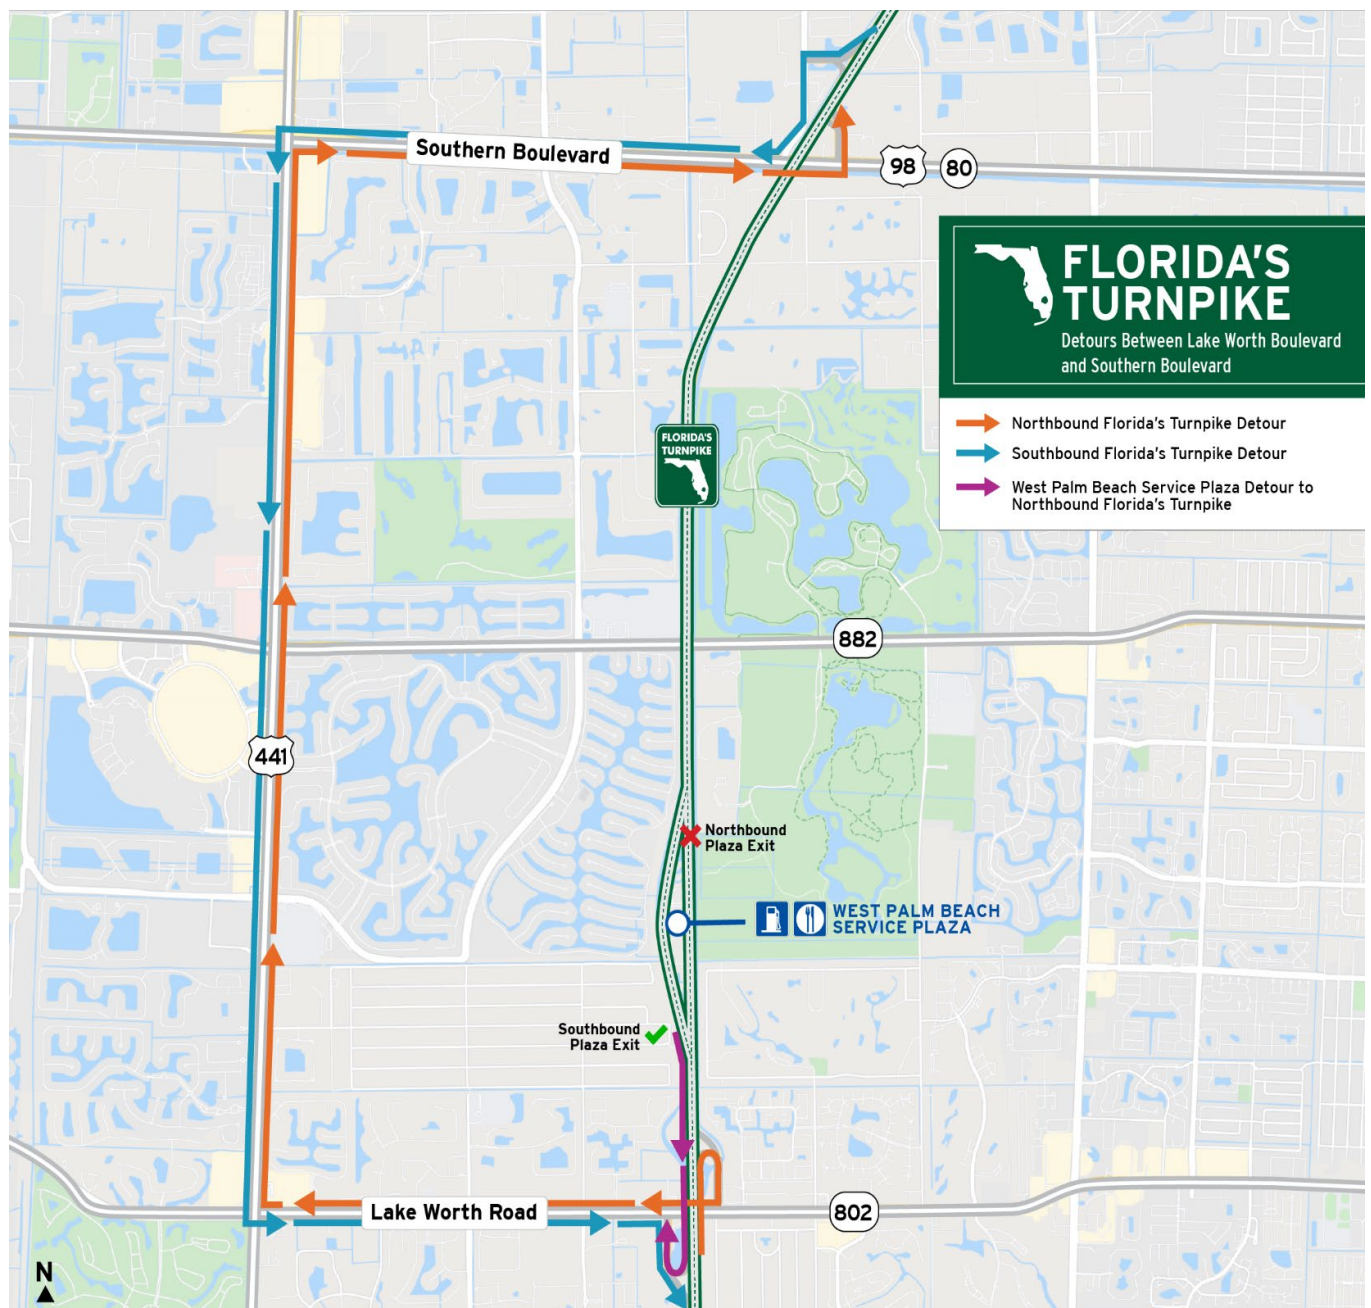 Southern Boulevard
98
80
FLORIDA'S
TURNPIKE
Detours Between Lake Worth Boulevard
and Southern Boulevard
Northbound Florida's Turnpike Detour
Southbound Florida's Turnpike Detour
West Palm Beach Service Plaza Detour to
Northbound Florida's Turnpike
FLORIDA'S
TURNPIKE
882
441
Northbound
Plaza Exit
WEST PALM BEACH
SERVICE PLAZA
Southbound
Plaza Exit
Lake Worth Road
802
N